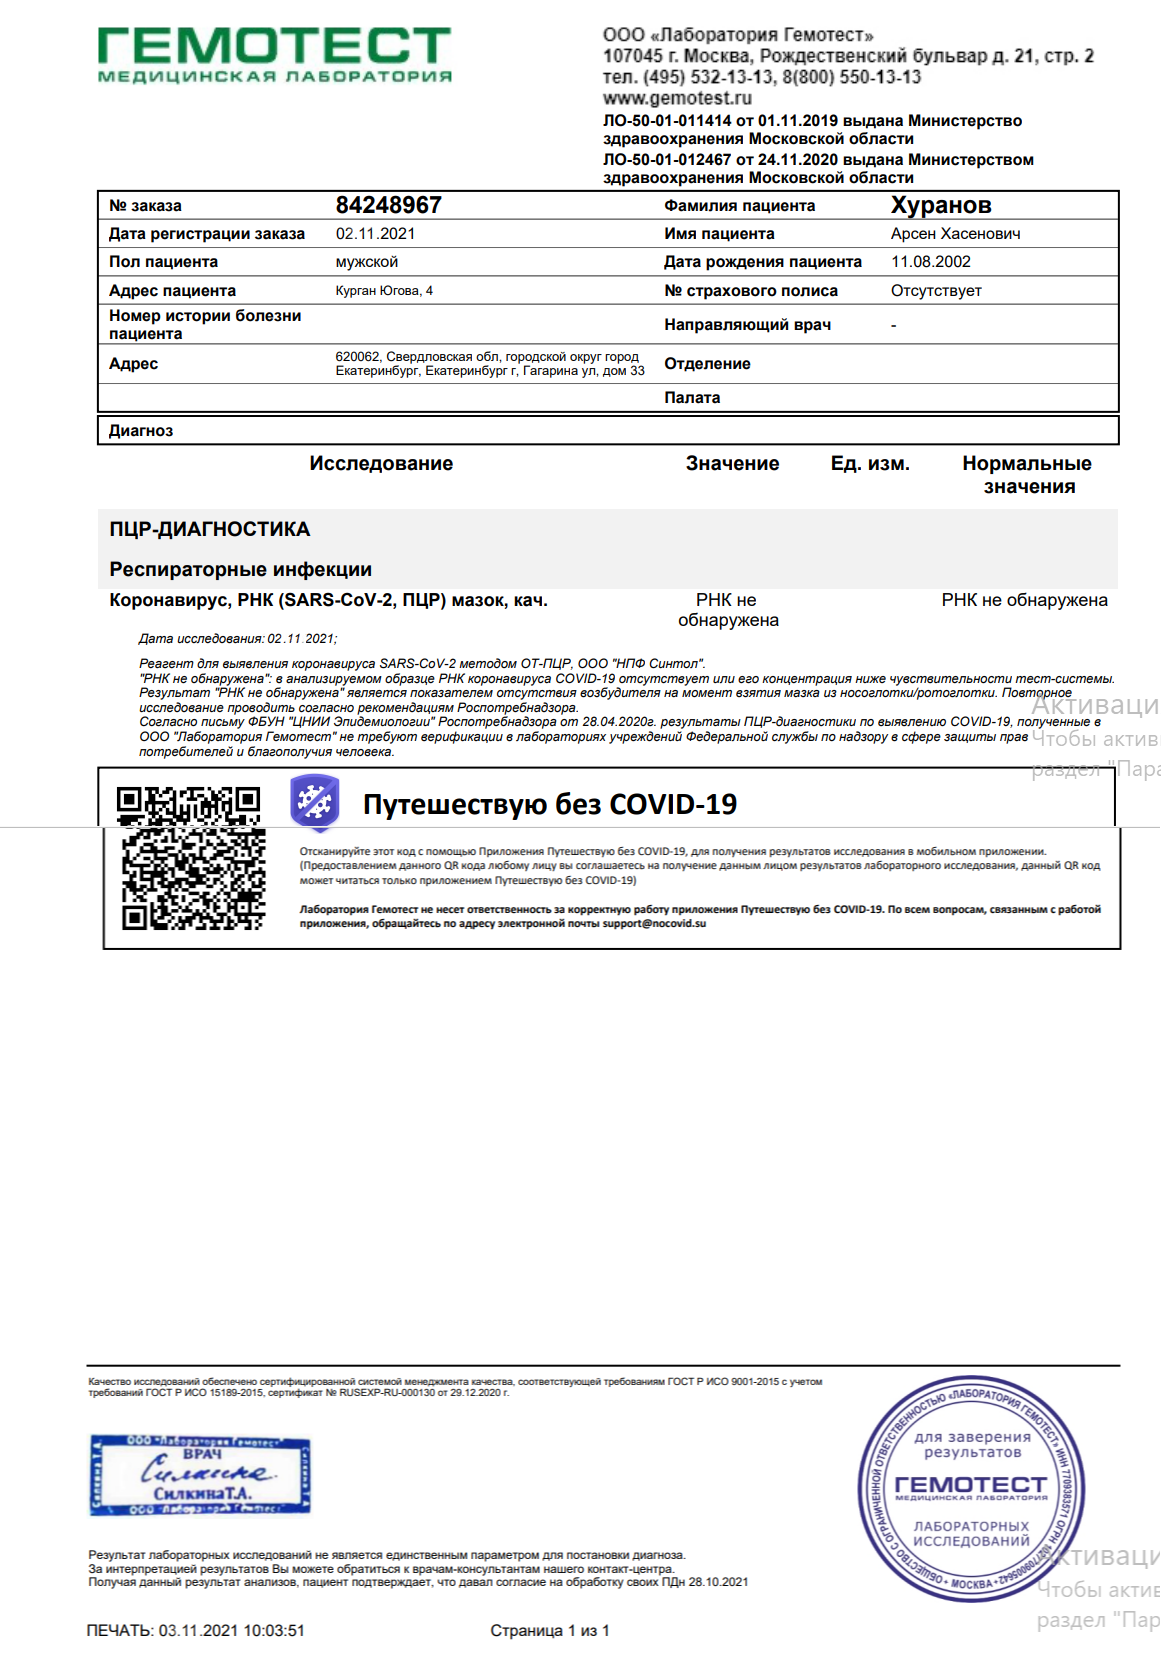 ГЕМОТЕСТ
МЕДИЦИНСКАЯ ЛАБОРАТОРИЯ
ООО «Лаборатория Гемотест»
107045 г. Москва, Рождественский бульвар д. 21, стр. 2
тел. (495) 532-13-13, 8(800) 550-13-13
www.gemotest.ru
ЛО-50-01-011414 от 01.11.2019 выдана Министерство
здравоохранения Московской области
ЛО-50-01-012467 от 24.11.2020 выдана Министерством
здравоохранения Московской области
№ заказа 84248967 Фамилия пациента Хуранов
Дата регистрации заказа 02.11.2021 Имя пациента Арсен Хасенович
Пол пациента мужской Дата рождения пациента 11.08.2002
Адрес пациента Курган Югова, 4 № страхового полиса Отсутствует
Номер истории болезни
пациента Направляющий врач -
Адрес 620062, Свердловская обл, городской округ город
Екатеринбург, Екатеринбург г, Гагарина ул, дом 33 Отделение
Палата
Диагноз
Исследование Значение Ед. изм. Нормальные
значения
ПЦР-ДИАГНОСТИКА
Респираторные инфекции
Коронавирус, РНК (SARS-CoV-2, ПЦР) мазок, кач. РНК не РНК не обнаружена
обнаружена
Дата исследования: 02.11.2021;
Реагент для выявления коронавируса SARS-CoV-2 методом ОТ-ПЦР, ООО "НПФ Синтол".
"РНК не обнаружена": в анализируемом образце РНК коронавируса COVID-19 отсутствует или его концентрация ниже чувствительности тест-системы.
Результат "РНК не обнаружена" является показателем отсутствия возбудителя на момент взятия мазка из носоглотки/ротоглотки. Повторное
исследование проводить согласно рекомендациям Роспотребнадзора.
Согласно письму ФБУН "ЦНИИ Эпидемиологии" Роспотребнадзора от 28.04.2020г. результаты ПЦР-диагностики по выявлению COVID-19, полученные в
ООО "Лаборатория Гемотест" не требуют верификации в лабораториях учреждений Федеральной службы по надзору в сфере защиты прав
потребителей и благополучия человека.
Активаци
Чтобы актив
раздел "Пара
Путешествую без COVID-19
Отсканируйте этот код с помощью Приложения Путешествую без COVID-19, для получения результатов исследования в мобильном приложении.
(Предоставлением данного QR кода любому лицу вы соглашаетесь на получение данным лицом результатов лабораторного исследования, данный QR код
может читаться только приложением Путешествую без COVID-19)
Лаборатория Гемотест не несет ответственность за корректную работу приложения Путешествую без COVID-19. По всем вопросам, связанным с работой
приложения, обращайтесь по адресу электронной почты support@nocovid.su
Качество исследований обеспечено сертифицированной системой менеджмента качества, соответствующей требованиям ГОСТ Р ИСО 9001-2015 с учетом
требований ГОСТ Р ИСО 15189-2015, сертификат № RUSEXP-RU-000130 от 29.12.2020 г.
ООО "Лаборатория Гемотест"
Силкина Т.А.
ВРАЧ
Силкина
СилкинаТ.А.
Силкина Т.А.
ООО "Лаборатория Гемотест"
ОБЩЕСТВО С ОГРАНИЧЕННОЙ ОТВЕТСТВЕННОСТЬЮ «ЛАБОРАТОРИЯ ГЕМОТЕСТ» ИНН 7709383571 ОГРН 1027709005642 • МОСКВА •
для заверения
результатов
ГЕМОТЕСТ
МЕДИЦИНСКАЯ ЛАБОРАТОРИЯ
ЛАБОРАТОРНЫХ
ИССЛЕДОВАНИЙ
Активаци
Чтобы актив
раздел "Пар
Результат лабораторных исследований не является единственным параметром для постановки диагноза.
За интерпретацией результатов Вы можете обратиться к врачам-консультантам нашего контакт-центра.
Получая данный результат анализов, пациент подтверждает, что давал согласие на обработку своих ПДн 28.10.2021
ПЕЧАТЬ: 03.11.2021 10:03:51 Страница 1 из 1